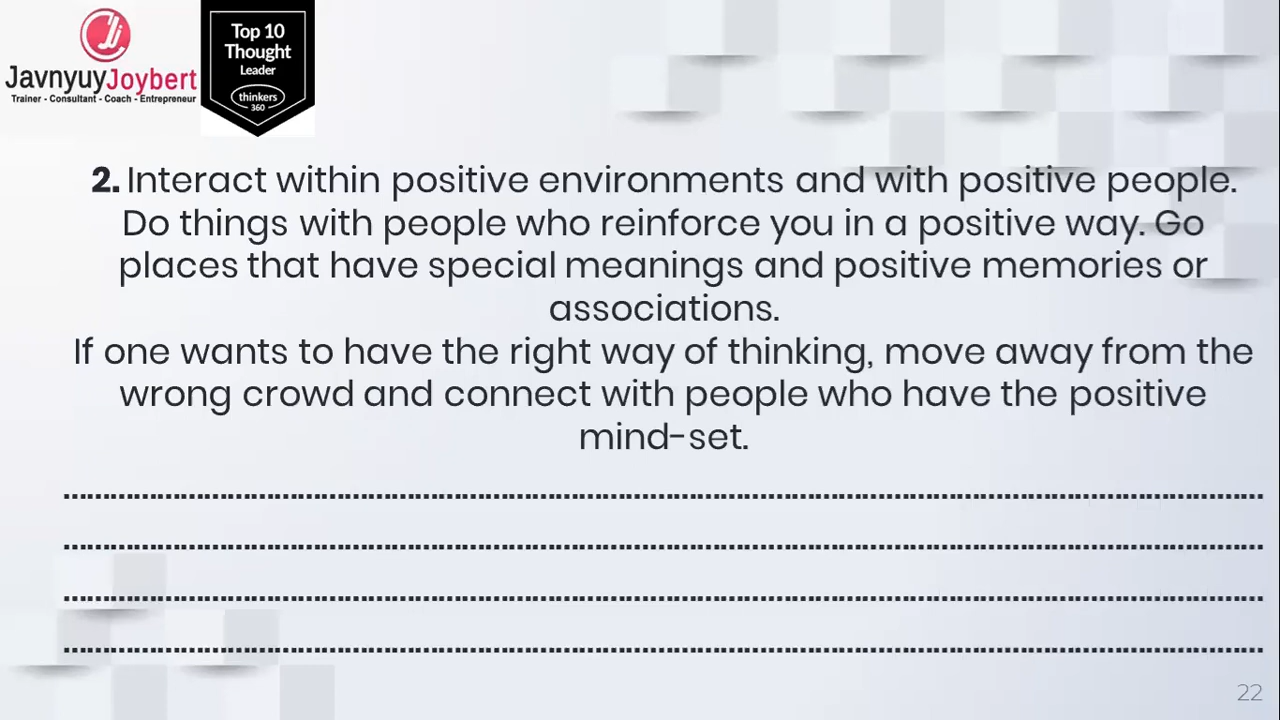 JavnyuyJoybert
Trainer - Consultant - Coach - Entrepreneur
Top 10
Thought
Leader
thinkers
360
2. Interact within positive environments and with positive people.
Do things with people who reinforce you in a positive way. Go
places that have special meanings and positive memories or
associations.
If one wants to have the right way of thinking, move away from the
wrong crowd and connect with people who have the positive
mind-set.
22